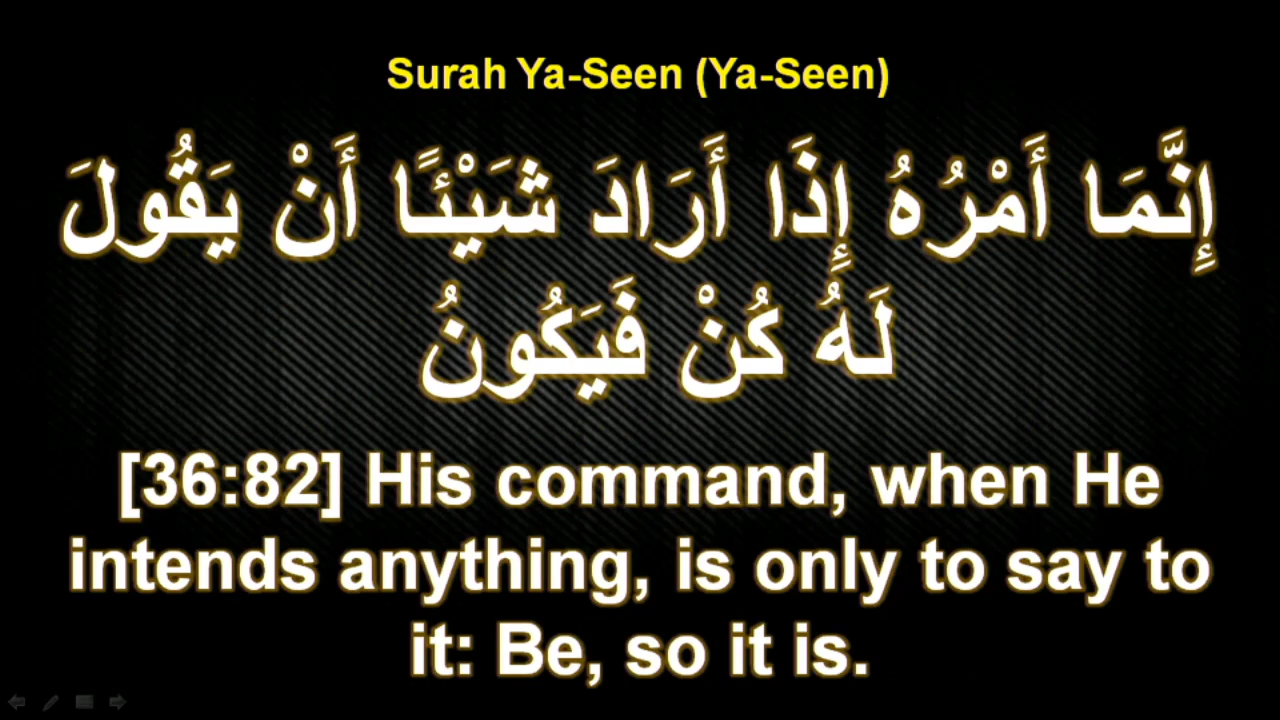 Surah Ya-Seen (Ya-Seen)
إِنَّمَا أَمْرُهُ إِذَا أَرَادَ شَيْئًا أَنْ يَقُولَ
لَهُ كُنْ فَيَكُونُ
[36:82] His command, when He
intends anything, is only to say to
it: Be, so it is.